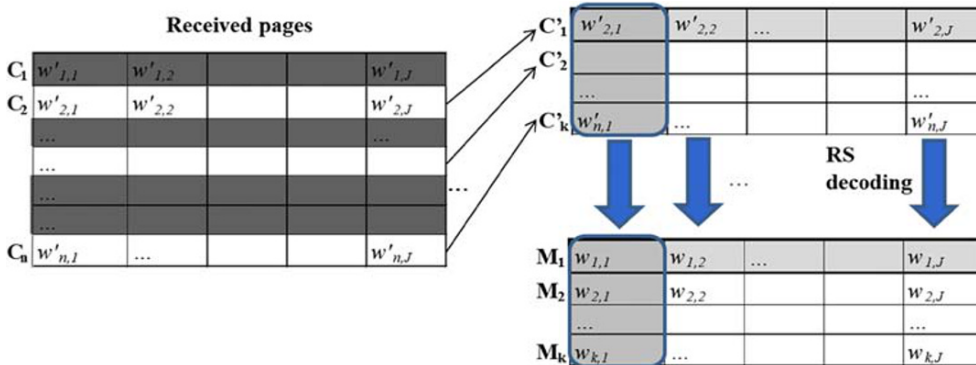 Received pages
C1 w'1,1 w'1,2 w'1,J
C2 w'2,1 w'2,2 w'2,J
... ...
...
...
...
...
Cn w'n,1 ... w'n,J
C'1 w'2,1 w'2,2 ... w'2,J
C'2
... ...
C'k w'n,1 ... w'n,J
... RS decoding
M1 w1,1 w1,2 ... w1,J
M2 w2,1 w2,2 w2,J
... ...
Mk wk,1 ... wk,J